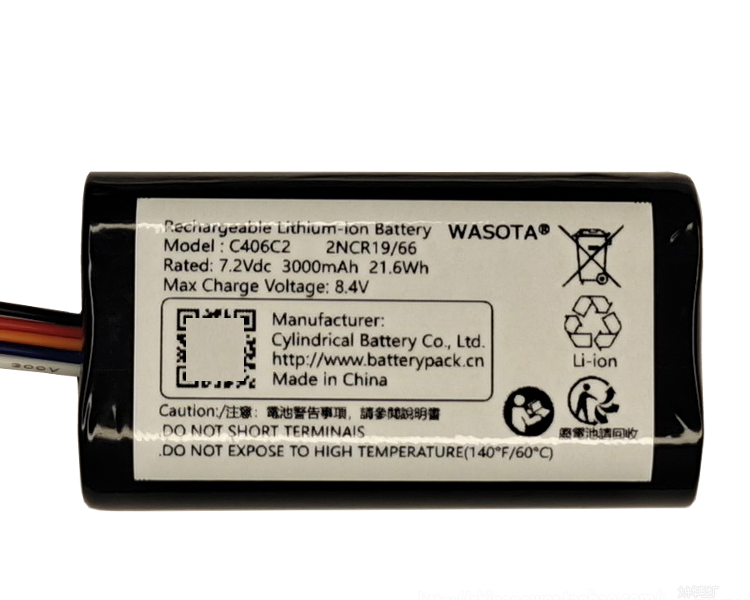 Rechargeable Lithium-Ion Battery WASOTA®
Model : C406C2 2NCR19/66
Rated: 7.2Vdc 3000mAh 21.6Wh
Max Charge Voltage: 8.4V
Manufacturer:
Cylindrical Battery Co., Ltd.
http://www.batterypack.cn
Made in China
Li-ion
Caution:/注意: 電池警告事項, 請參閱說明書
廢電池請回收
DO NOT SHORT TERMINAIS
.DO NOT EXPOSE TO HIGH TEMPERATURE(140°F/60°C)
300V